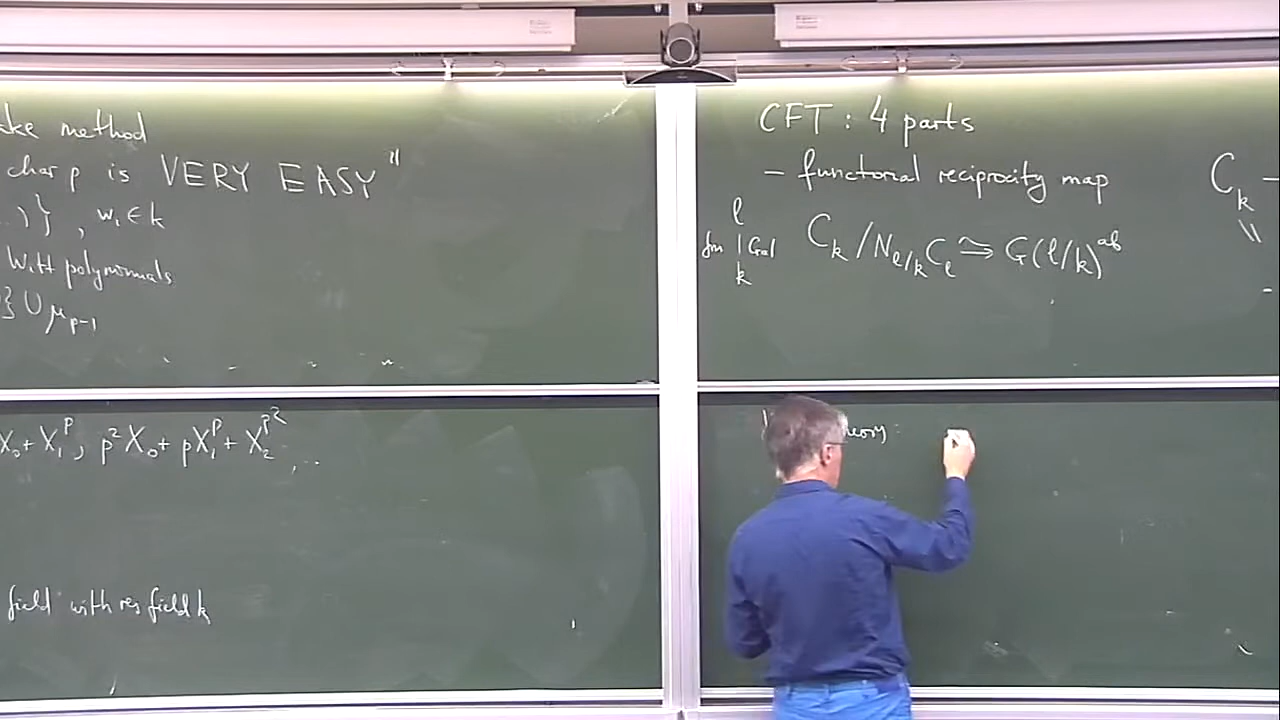 method
char p is VERY EASY"
)} , w_i ∈ k
Witt polynomials
} ∪ μ_{p-1}
X_0 + X_1^p, p^2 X_0 + p X_1^p + X_2^{p^2}, ..
field with res field k
CFT : 4 parts
– functorial reciprocity map
l
for | Gal
k
C_k / N_{l/k} C_l ⥲ G(l/k)^{ab}
C_k –
\\